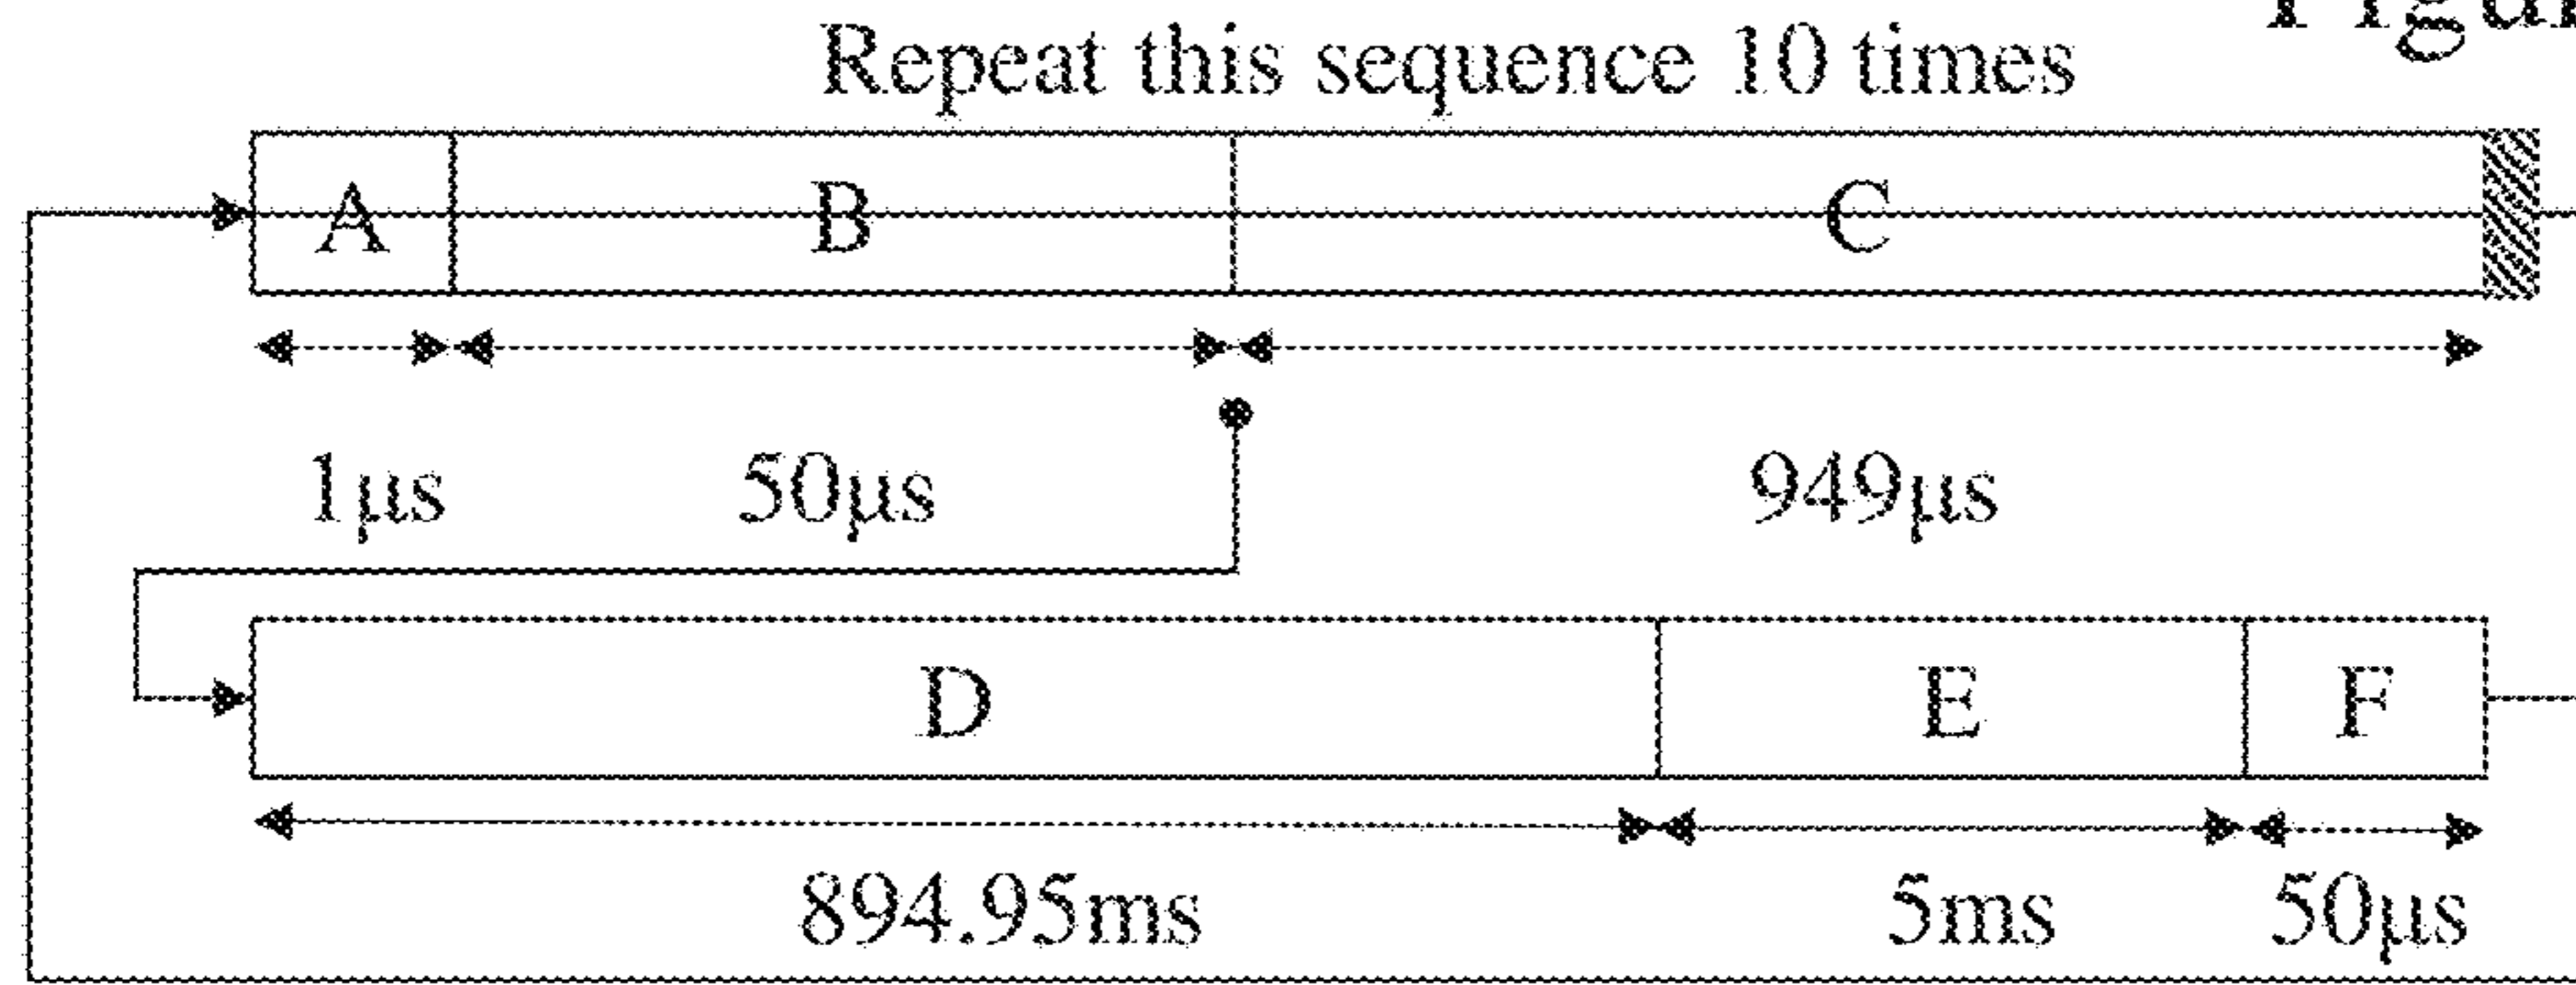 Repeat this sequence 10 times
A B C
1μs 50μs 949μs
D E F
894.95ms 5ms 50μs